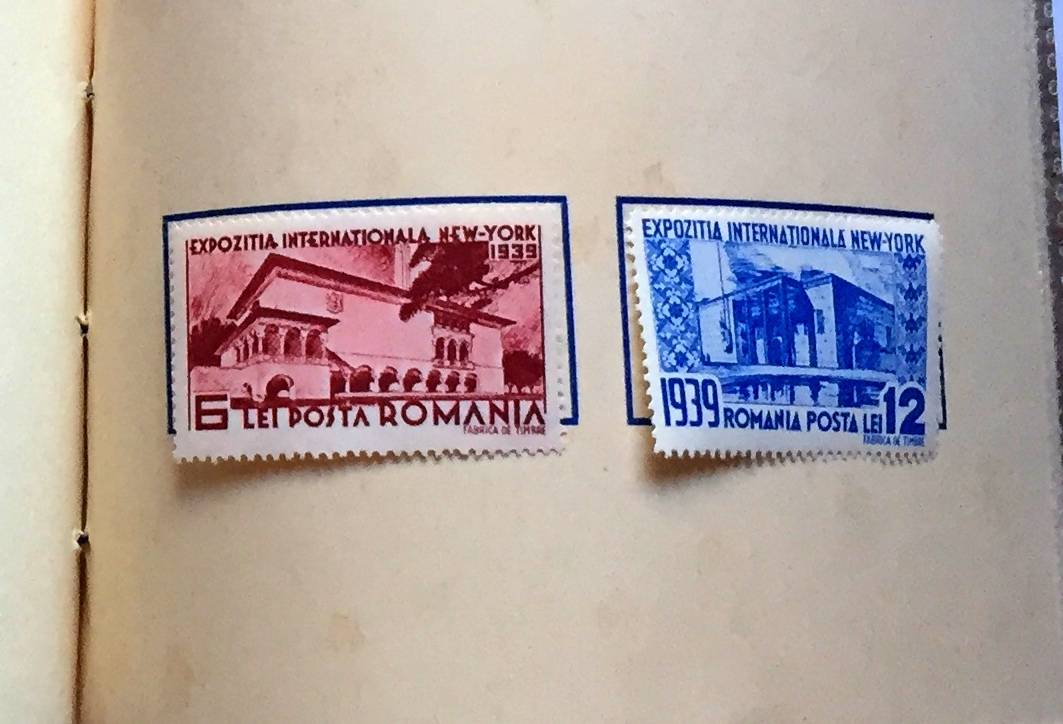 EXPOZITIA INTERNATIONALA NEW-YORK
1939
6 LEI POSTA ROMANIA
FABRICA DE TIMBRE
EXPOZITIA INTERNAȚIONALĂ NEW-YORK
1939 ROMANIA POSTA LEI 12
FABRICA DE TIMBRE